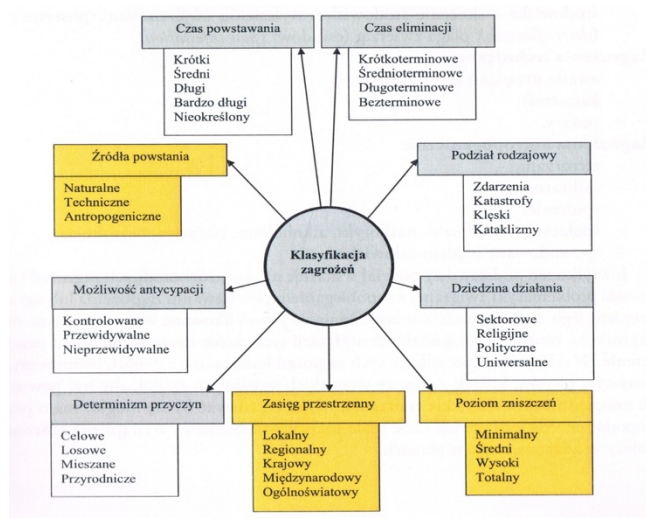 Czas powstawania
Krótki
Średni
Długi
Bardzo długi
Nieokreślony
Czas eliminacji
Krótkoterminowe
Średnioterminowe
Długoterminowe
Bezterminowe
Źródła powstania
Naturalne
Techniczne
Antropogeniczne
Podział rodzajowy
Zdarzenia
Katastrofy
Klęski
Kataklizmy
Klasyfikacja
zagrożeń
Możliwość antycypacji
Kontrolowane
Przewidywalne
Nieprzewidywalne
Dziedzina działania
Sektorowe
Religijne
Polityczne
Uniwersalne
Determinizm przyczyn
Celowe
Losowe
Mieszane
Przyrodnicze
Zasięg przestrzenny
Lokalny
Regionalny
Krajowy
Międzynarodowy
Ogólnoświatowy
Poziom zniszczeń
Minimalny
Średni
Wysoki
Totalny